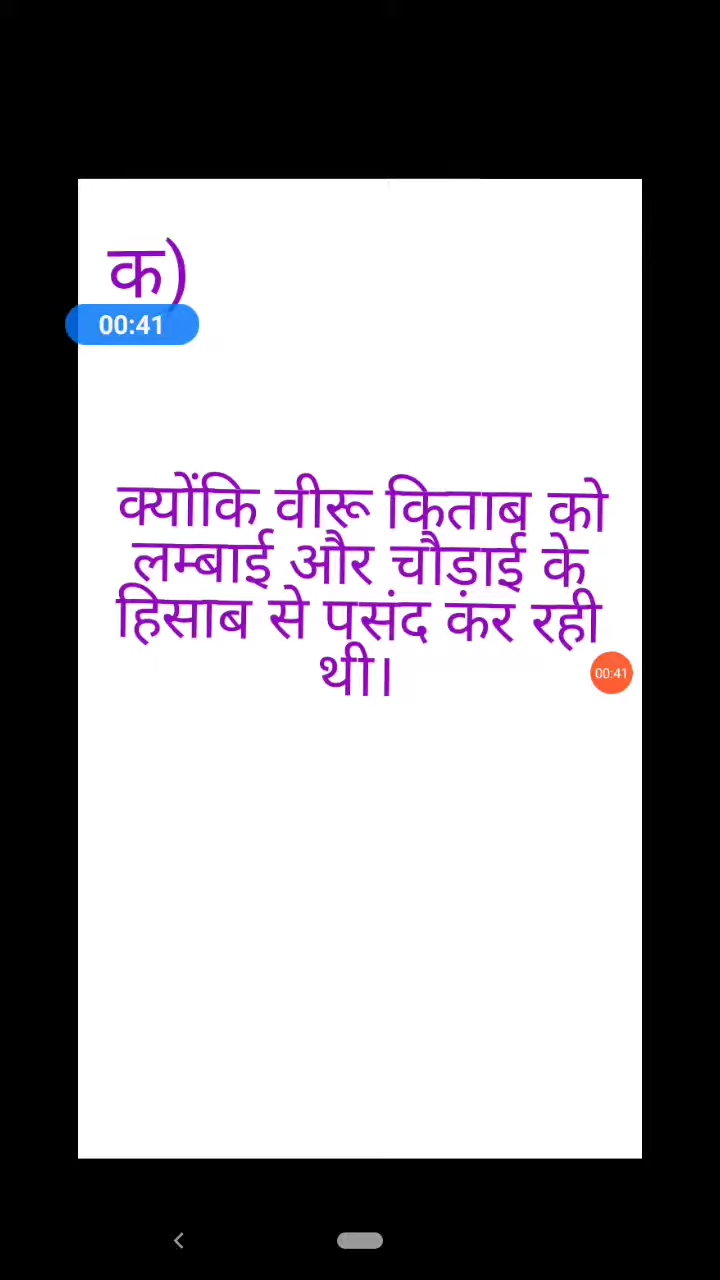 क)
00:41
क्योंकि वीरू किताब को
लम्बाई और चौड़ाई के
हिसाब से पसंद कर रही
थी।
00:41